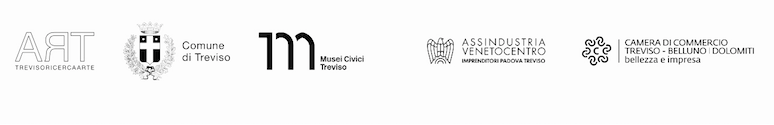 ART
TREVISORICERCAARTE
Comune
di Treviso
m
Musei Civici
Treviso
ASSINDUSTRIA
VENETOCENTRO
IMPRENDITORI PADOVA TREVISO
CAMERA DI COMMERCIO
TREVISO - BELLUNO | DOLOMITI
bellezza e impresa